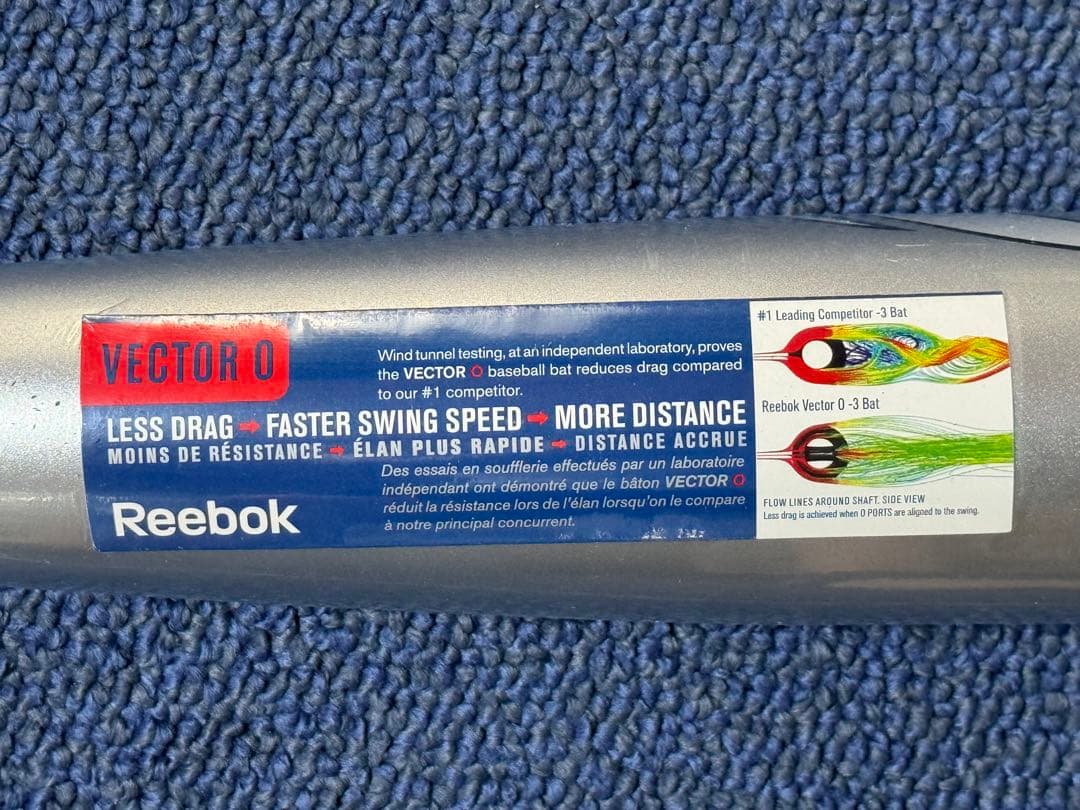 VECTOR O
Wind tunnel testing, at an independent laboratory, proves
the VECTOR O baseball bat reduces drag compared
to our #1 competitor.
LESS DRAG ➡ FASTER SWING SPEED ➡ MORE DISTANCE
MOINS DE RÉSISTANCE ➡ ÉLAN PLUS RAPIDE ➡ DISTANCE ACCRUE
Des essais en soufflerie effectués par un laboratoire
indépendant ont démontré que le bâton VECTOR O
réduit la résistance lors de l'élan lorsqu'on le compare
à notre principal concurrent.
Reebok
#1 Leading Competitor -3 Bat
Reebok Vector O -3 Bat
FLOW LINES AROUND SHAFT. SIDE VIEW
Less drag is achieved when O PORTS are aligned to the swing.